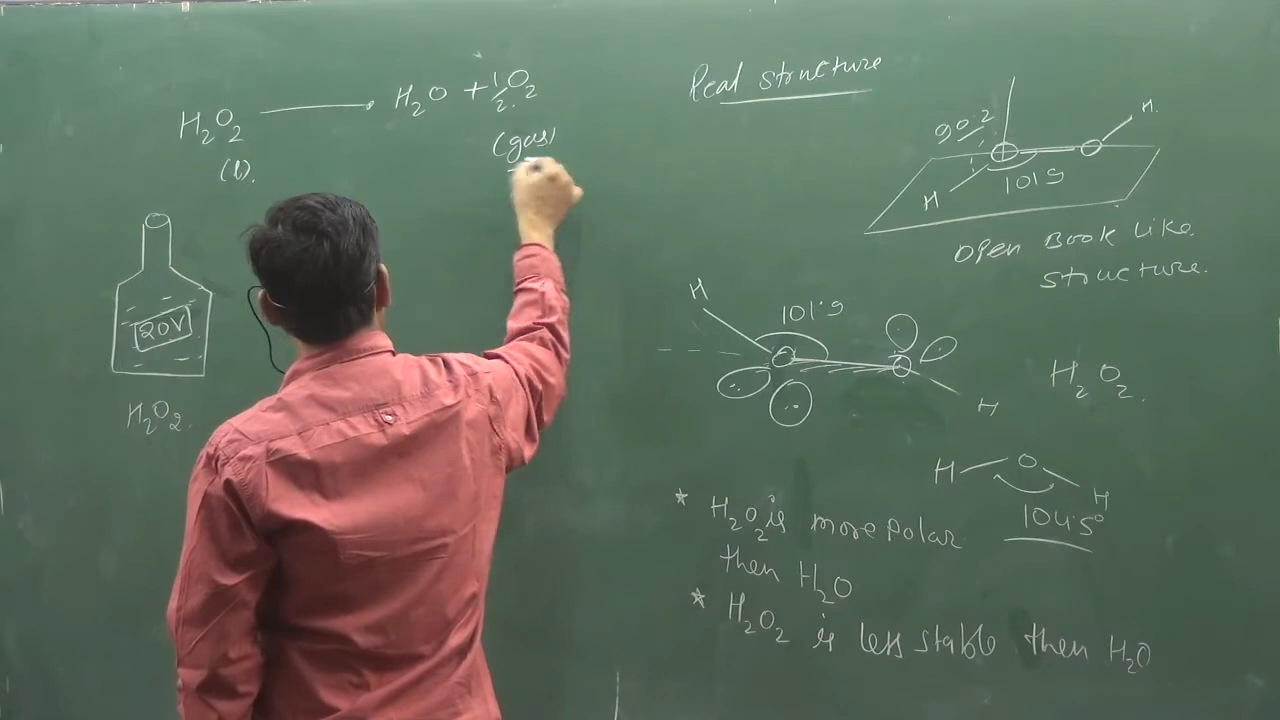 H₂O₂ → H₂O + 1/2 O₂
(l).
(gas)
20V
H₂O₂.
Real structure
90.2
H.
H
101.9
Open Book Like
structure.
H
101.9
H
H₂O₂.
H O H
104.5°
* H₂O₂ is more polar
then H₂O
* H₂O₂ is less stable then H₂O